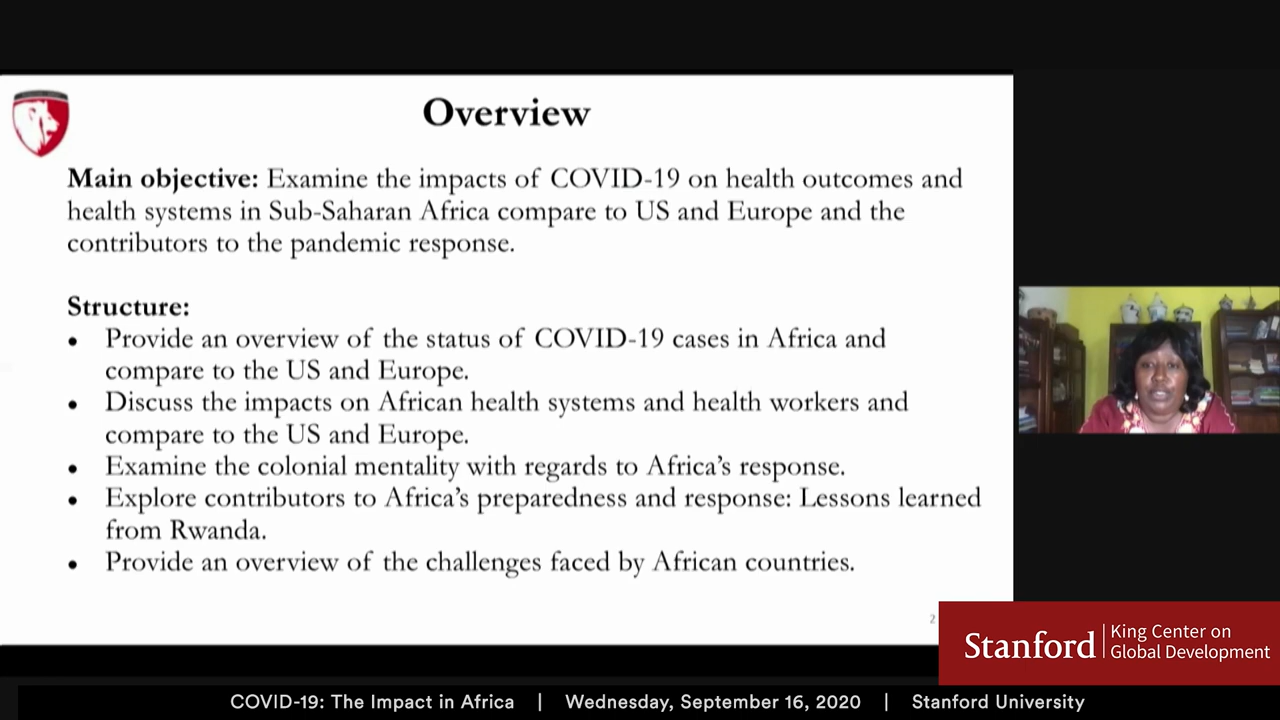 Overview
Main objective: Examine the impacts of COVID-19 on health outcomes and
health systems in Sub-Saharan Africa compare to US and Europe and the
contributors to the pandemic response.
Structure:
• Provide an overview of the status of COVID-19 cases in Africa and
compare to the US and Europe.
• Discuss the impacts on African health systems and health workers and
compare to the US and Europe.
• Examine the colonial mentality with regards to Africa’s response.
• Explore contributors to Africa’s preparedness and response: Lessons learned
from Rwanda.
• Provide an overview of the challenges faced by African countries.
2
Stanford | King Center on
Global Development
COVID-19: The Impact in Africa | Wednesday, September 16, 2020 | Stanford University